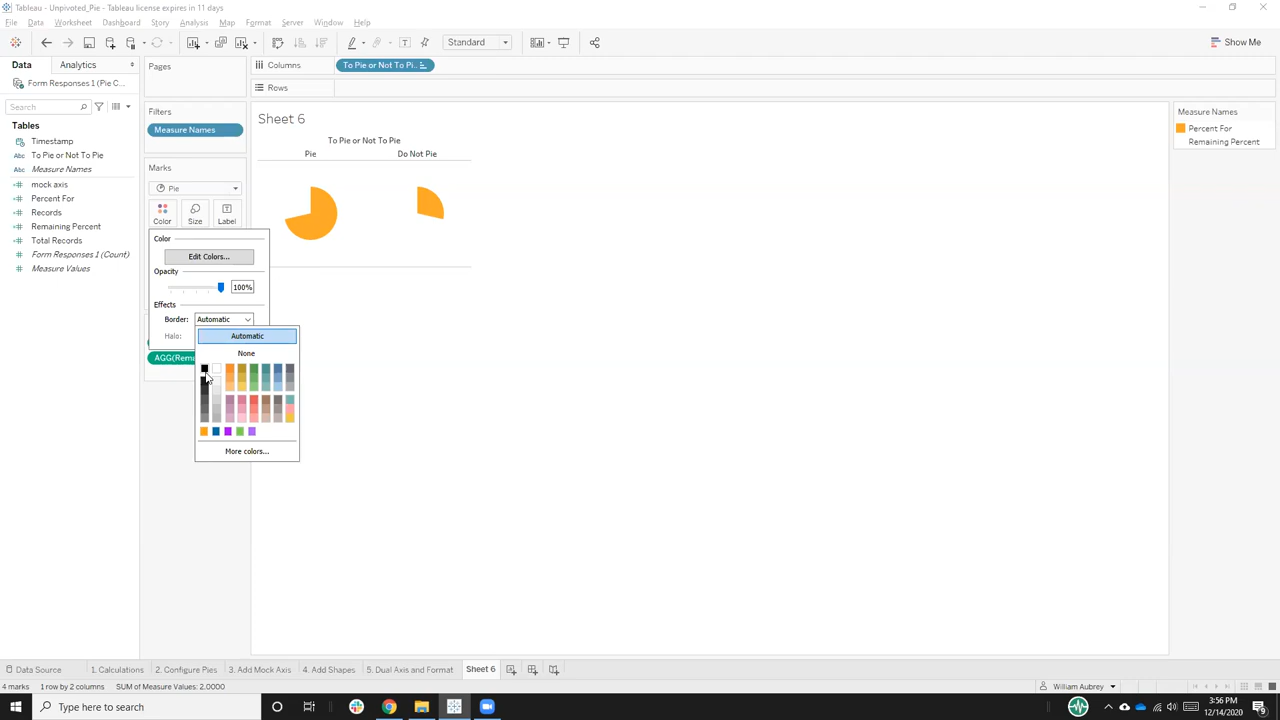 Tableau - Unpivoted_Pie - Tableau license expires in 11 days
File Data Worksheet Dashboard Story Analysis Map Format Server Window Help
Standard
Show Me
Data Analytics
Pages
Columns
To Pie or Not To Pi..
Form Responses 1 (Pie C...
Rows
Search
Filters
Measure Names
Tables
Timestamp
Abc To Pie or Not To Pie
Abc Measure Names
mock axis
Percent For
Records
Remaining Percent
Total Records
Form Responses 1 (Count)
Measure Values
Marks
Pie
Color Size Label
Color
Edit Colors...
Opacity
100%
Effects
Border: Automatic
Halo:
Automatic
None
AGG(Rema
More colors...
Sheet 6
To Pie or Not To Pie
Pie Do Not Pie
Measure Names
Percent For
Remaining Percent
Data Source 1. Calculations 2. Configure Pies 3. Add Mock Axis 4. Add Shapes 5. Dual Axis and Format Sheet 6
4 marks 1 row by 2 columns SUM of Measure Values: 2.0000
William Aubrey
Type here to search
3:56 PM
12/14/2020